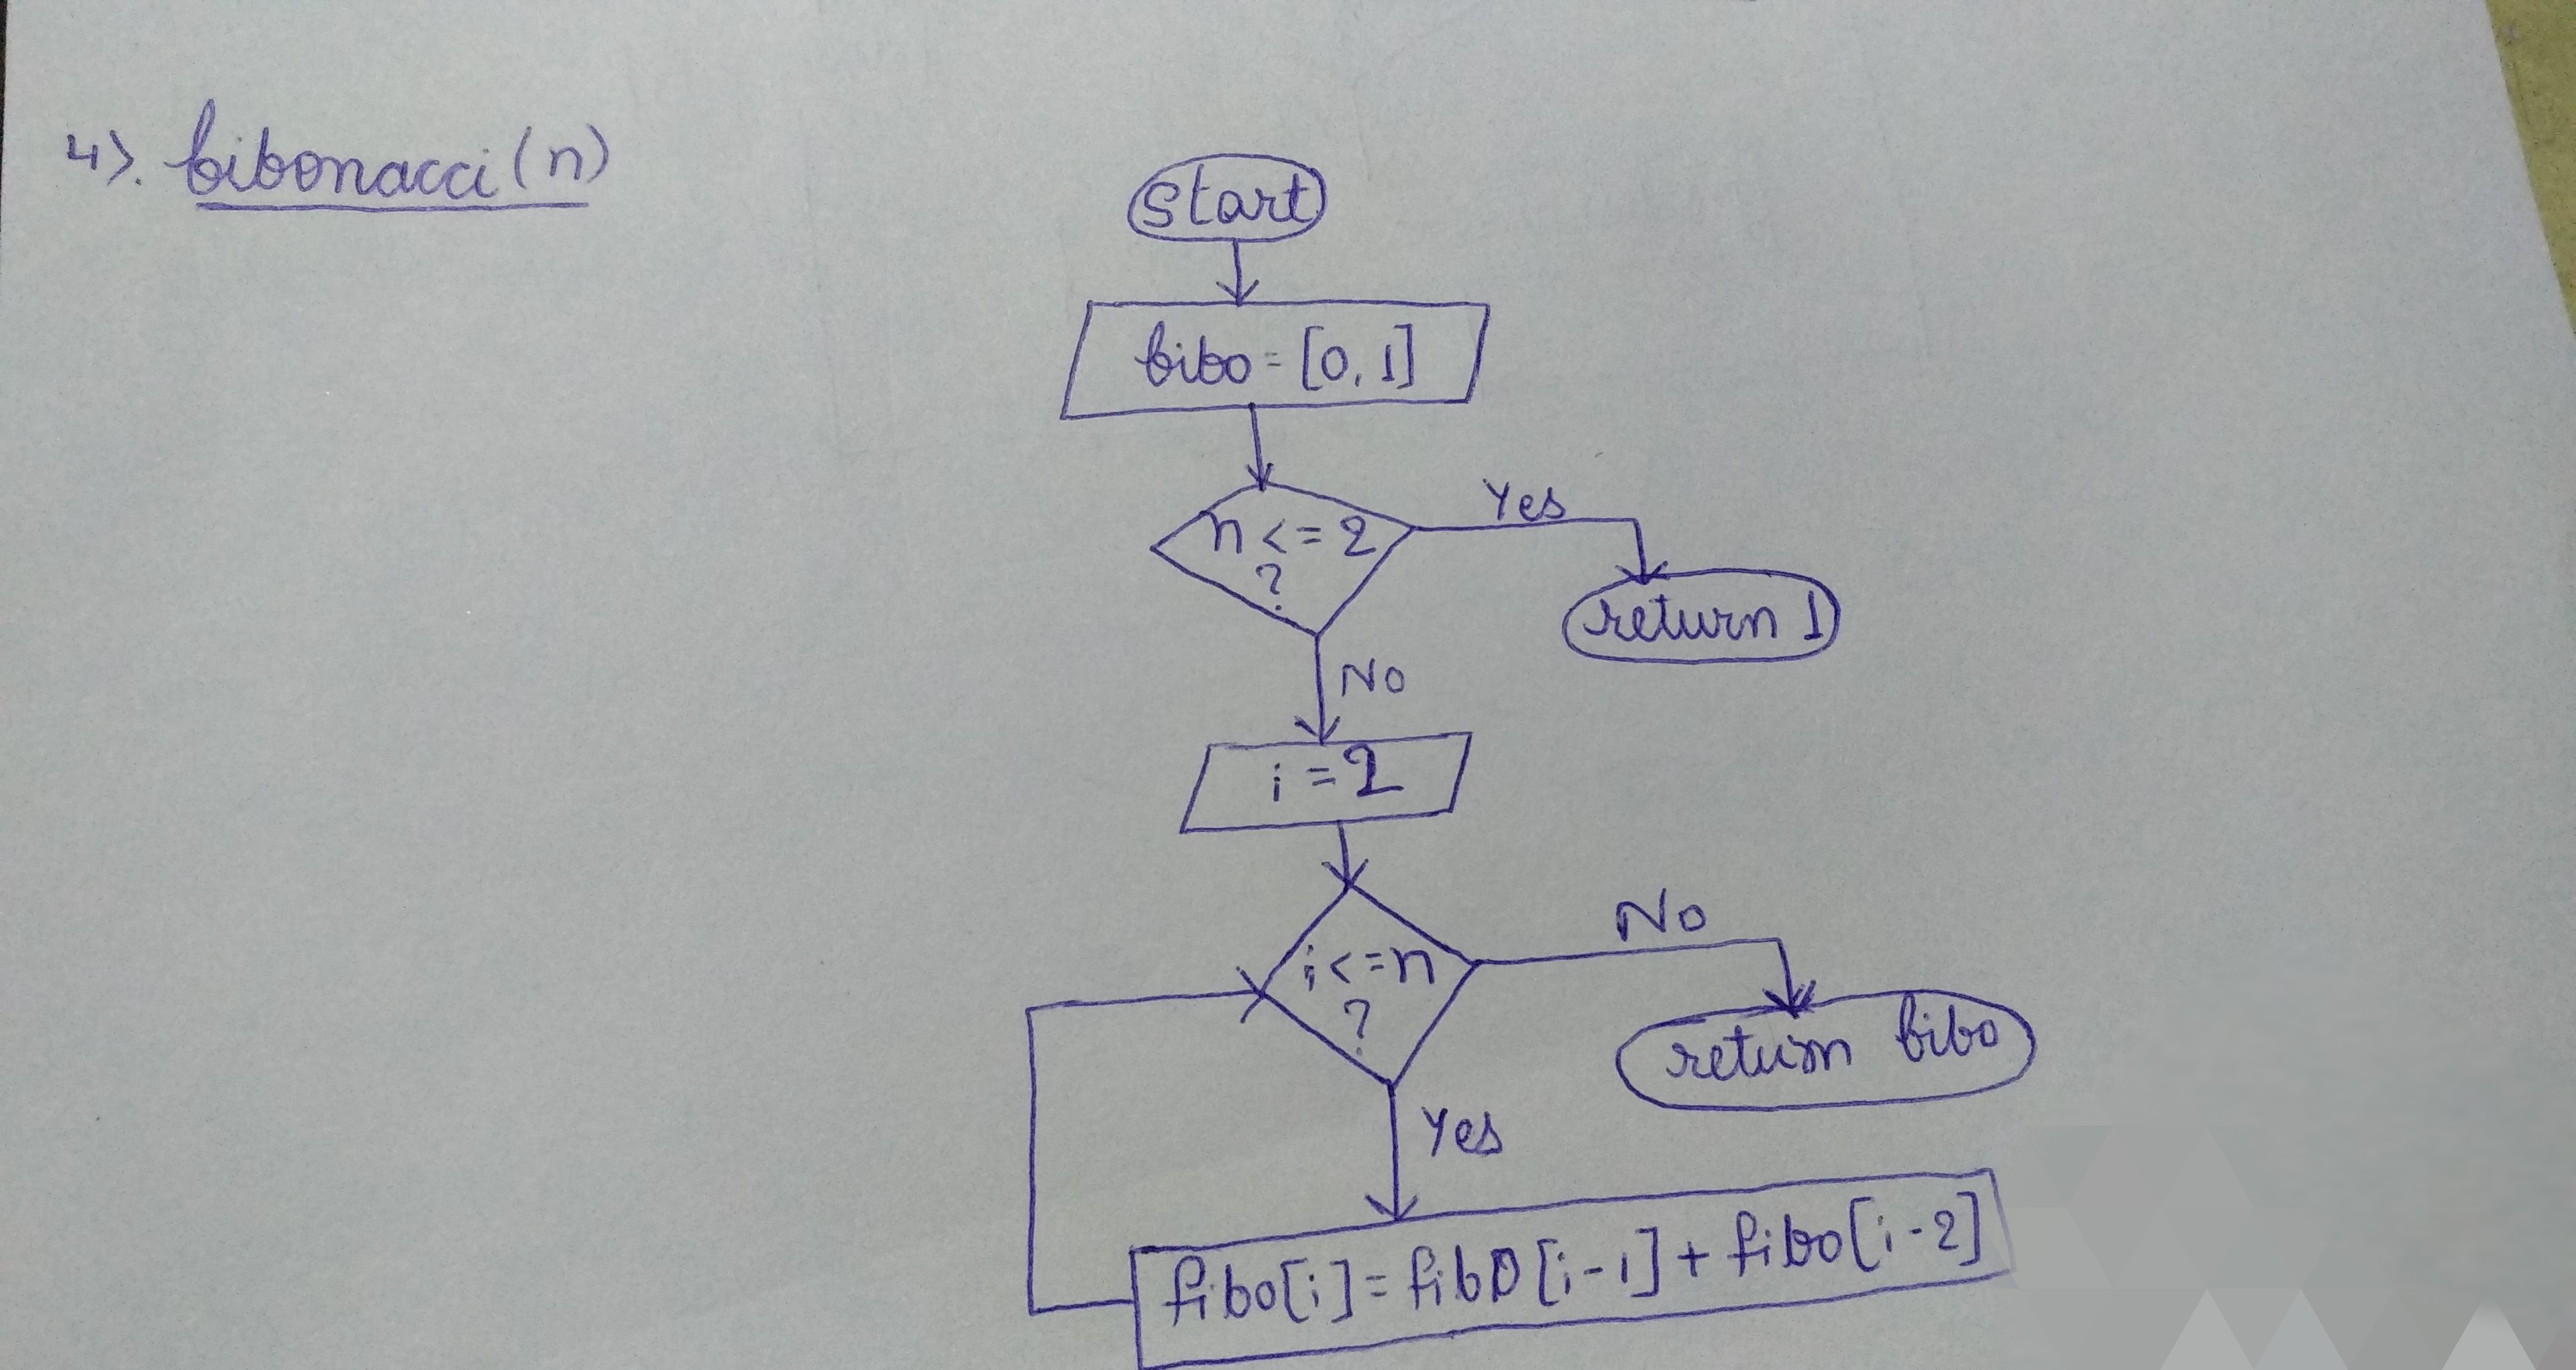 4). fibonacci(n)
Start
fibo = [0, 1]
n <= 2
?
Yes
return 1
No
i = 2
i <= n
?
No
return fibo
Yes
fibo[i] = fibo[i-1] + fibo[i-2]